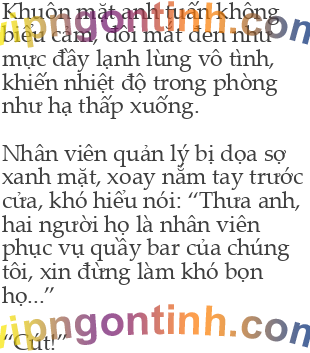 Khuôn mặt anh tuấn không
biểu cảm, đôi mắt đen như
mực đầy lạnh lùng vô tình,
khiến nhiệt độ trong phòng
như hạ thấp xuống.
Nhân viên quản lý bị dọa sợ
xanh mặt, xoay nắm tay trước
cửa, khó hiểu nói: “Thưa anh,
hai người họ là nhân viên
phục vụ quầy bar của chúng
tôi, xin đừng làm khó bọn
họ...”
“Cút!”
vipngontinh.com
vipngontinh.com